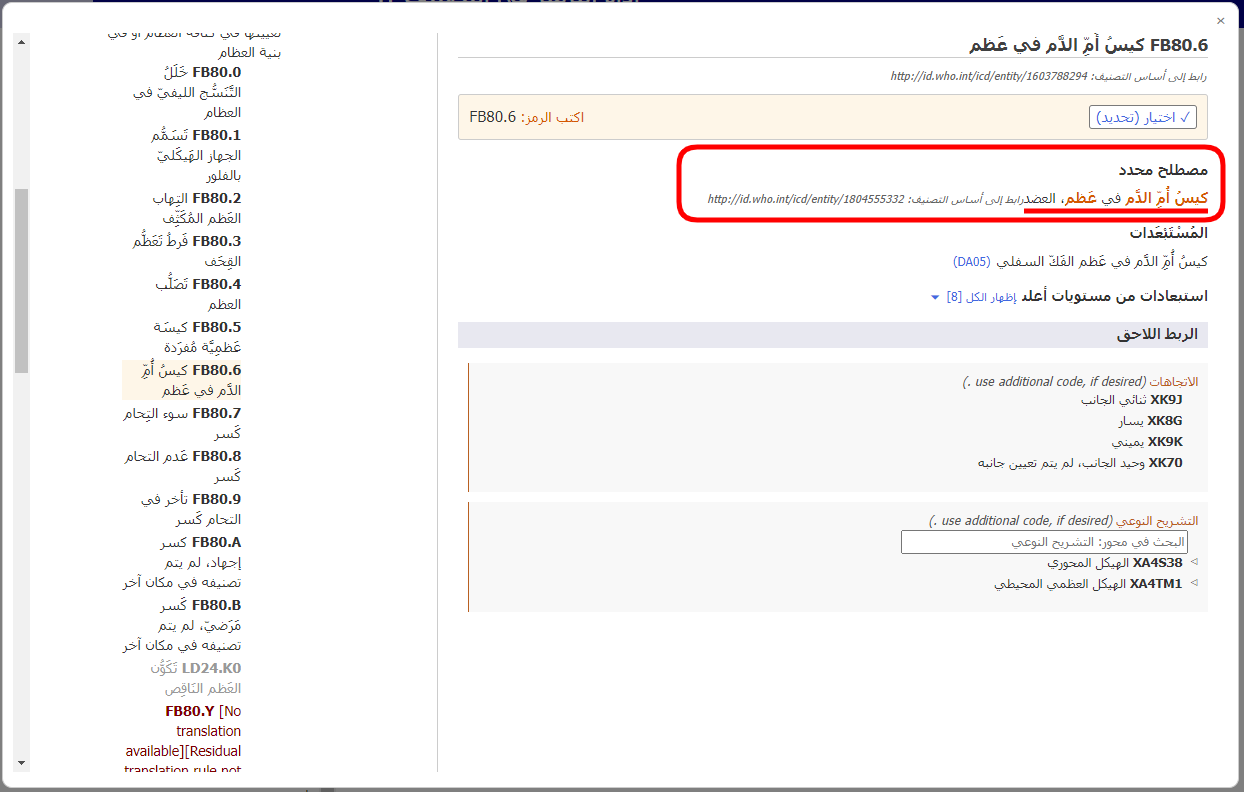 ×
FB80.6 كيسُ أُمِّ الدَّم في عَظم
رابط إلى أساس التصنيف: http://id.who.int/icd/entity/1603788294
✓ اختيار (تحديد)
اكتب الرمز: FB80.6
مصطلح محدد
كيسُ أُمِّ الدَّم في عَظم، العضد رابط إلى أساس التصنيف: http://id.who.int/icd/entity/1804555332
المُسْتَبْعَدات
كيسُ أُمِّ الدَّم في عَظم الفَكّ السفلي (DA05)
استبعادات من مستويات أعلى إظهار الكل [8]
الربط اللاحق
الاتجاهات (use additional code, if desired .)
XK9J ثنائي الجانب
XK8G يسار
XK9K يميني
XK70 وحيد الجانب، لم يتم تعيين جانبه
التشريح النوعي (use additional code, if desired .)
البحث في محور: التشريح النوعي
XA4S38 الهيكل المحوري
XA4TM1 الهيكل العظمي المحيطي
بنية العظام
FB80.0 خَلَلُ
التَّنَسُّج الليفيّ في
العظام
FB80.1 تَسَمُّم
الجهاز الهَيكَليّ
بالفلور
FB80.2 التِهاب
العَظم المُكَثِّف
FB80.3 فَرطُ تَعَظُّم
القِحَف
FB80.4 تَصَلُّب
العظم
FB80.5 كيسَة
عَظمِيَّة مُفرَدة
FB80.6 كيسُ أُمِّ
الدَّم في عَظم
FB80.7 سوء التِحام
كَسر
FB80.8 عَدم التحام
كَسر
FB80.9 تأخر في
التحام كَسر
FB80.A كسر
إجهاد، لم يتم
تصنيفه في مكان آخر
FB80.B كَسر
مَرَضيّ، لم يتم
تصنيفه في مكان آخر
LD24.K0 تَكَوُّن
العَظم النَاقِص
FB80.Y [No
translation
available][Residual
translation rule not